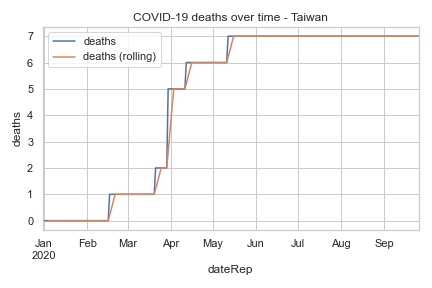 COVID-19 deaths over time - Taiwan
deaths
deaths (rolling)
7
6
5
4
3
2
1
0
deaths
Jan Feb Mar Apr May Jun Jul Aug Sep
2020
dateRep